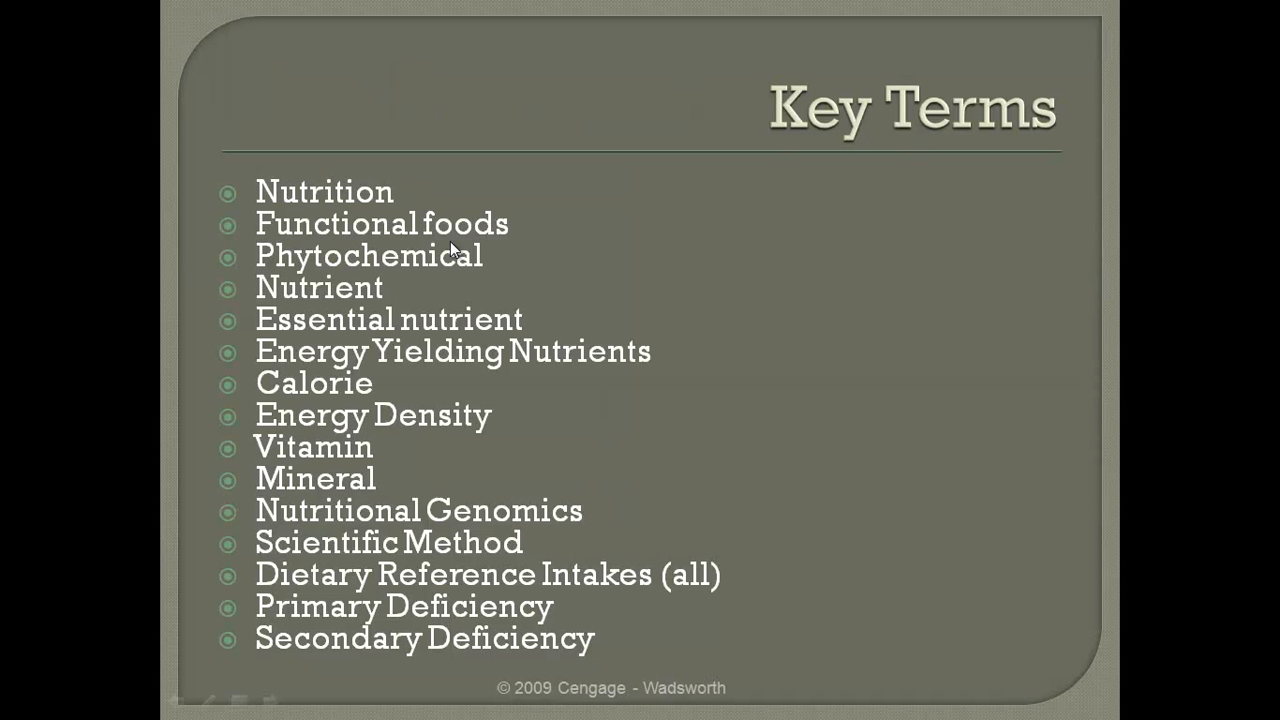 Key Terms
Nutrition
Functional foods
Phytochemical
Nutrient
Essential nutrient
Energy Yielding Nutrients
Calorie
Energy Density
Vitamin
Mineral
Nutritional Genomics
Scientific Method
Dietary Reference Intakes (all)
Primary Deficiency
Secondary Deficiency
© 2009 Cengage - Wadsworth